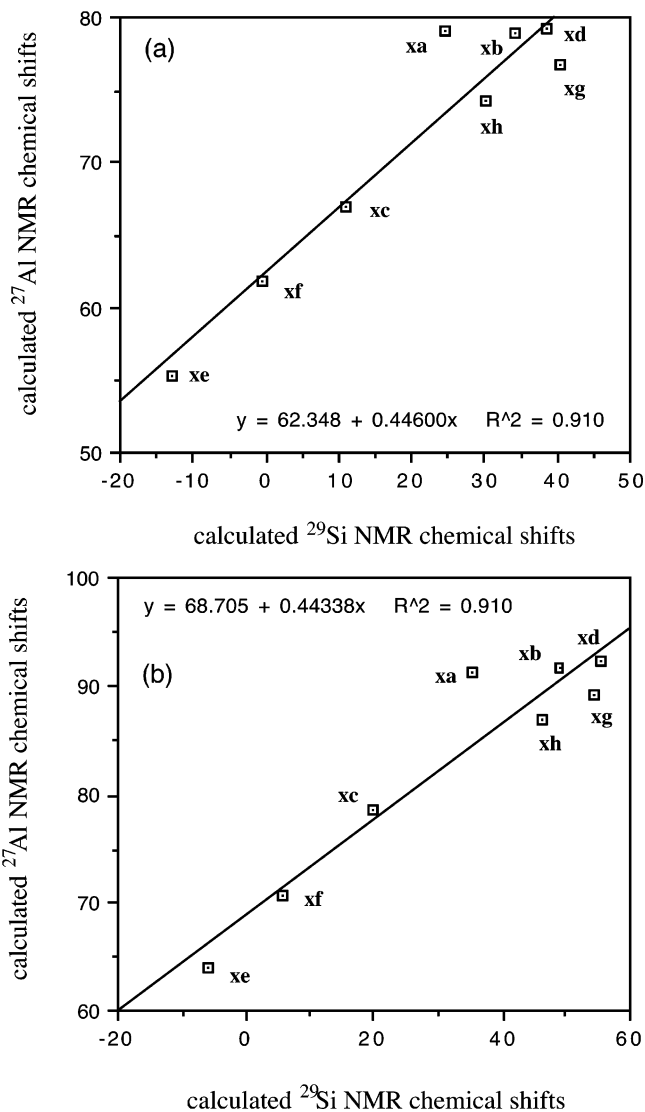 80
(a)
xa
xb
xd
xg
xh
70
xc
xf
60
xe
y = 62.348 + 0.44600x R^2 = 0.910
50
-20 -10 0 10 20 30 40 50
calculated ²⁷Al NMR chemical shifts
calculated ²⁹Si NMR chemical shifts
100
y = 68.705 + 0.44338x R^2 = 0.910
(b)
xd
xb
xa
90
xg
xh
80
xc
70
xf
xe
60
-20 0 20 40 60
calculated ²⁷Al NMR chemical shifts
calculated ²⁹Si NMR chemical shifts